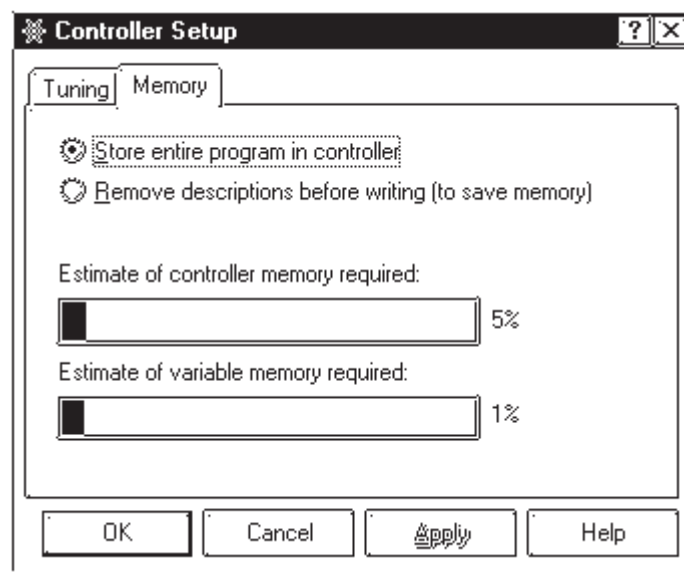 Controller Setup
? X
Tuning Memory
Store entire program in controller
Remove descriptions before writing (to save memory)
Estimate of controller memory required:
5%
Estimate of variable memory required:
1%
OK Cancel Apply Help